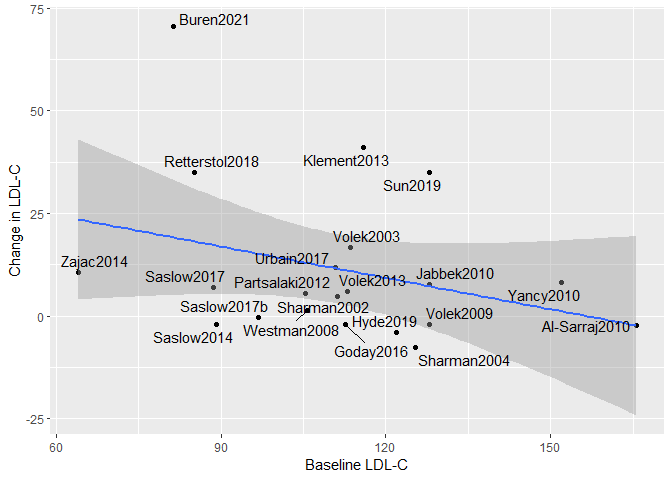 75
Buren2021
50
Klement2013
Retterstol2018
Sun2019
Change in LDL-C
25
Volek2003
Urbain2017
Zajac2014
Saslow2017
Partsalaki2012
Volek2013
Jabbek2010
Saslow2017b
Sharman2002
Yancy2010
0
Westman2008
Hyde2019
Volek2009
Al-Sarraj2010
Saslow2014
Goday2016
Sharman2004
-25
60
90
120
150
Baseline LDL-C